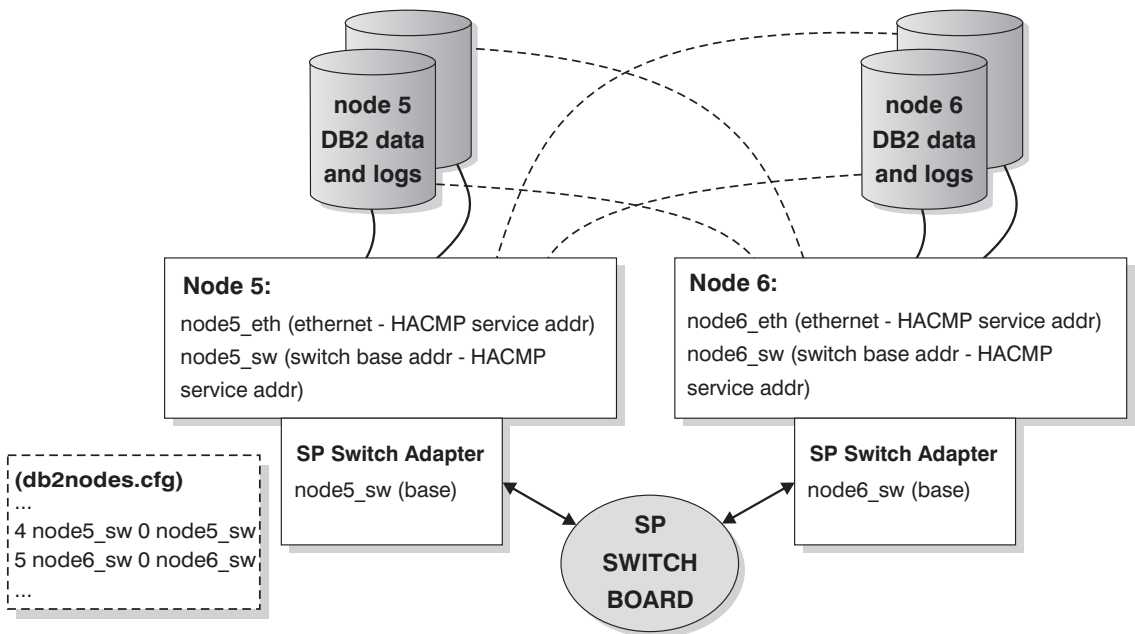 node 5
DB2 data
and logs
node 6
DB2 data
and logs
Node 5:
node5_eth (ethernet - HACMP service addr)
node5_sw (switch base addr - HACMP
service addr)
Node 6:
node6_eth (ethernet - HACMP service addr)
node6_sw (switch base addr - HACMP
service addr)
SP Switch Adapter
node5_sw (base)
SP Switch Adapter
node6_sw (base)
(db2nodes.cfg)
...
4 node5_sw 0 node5_sw
5 node6_sw 0 node6_sw
...
SP
SWITCH
BOARD